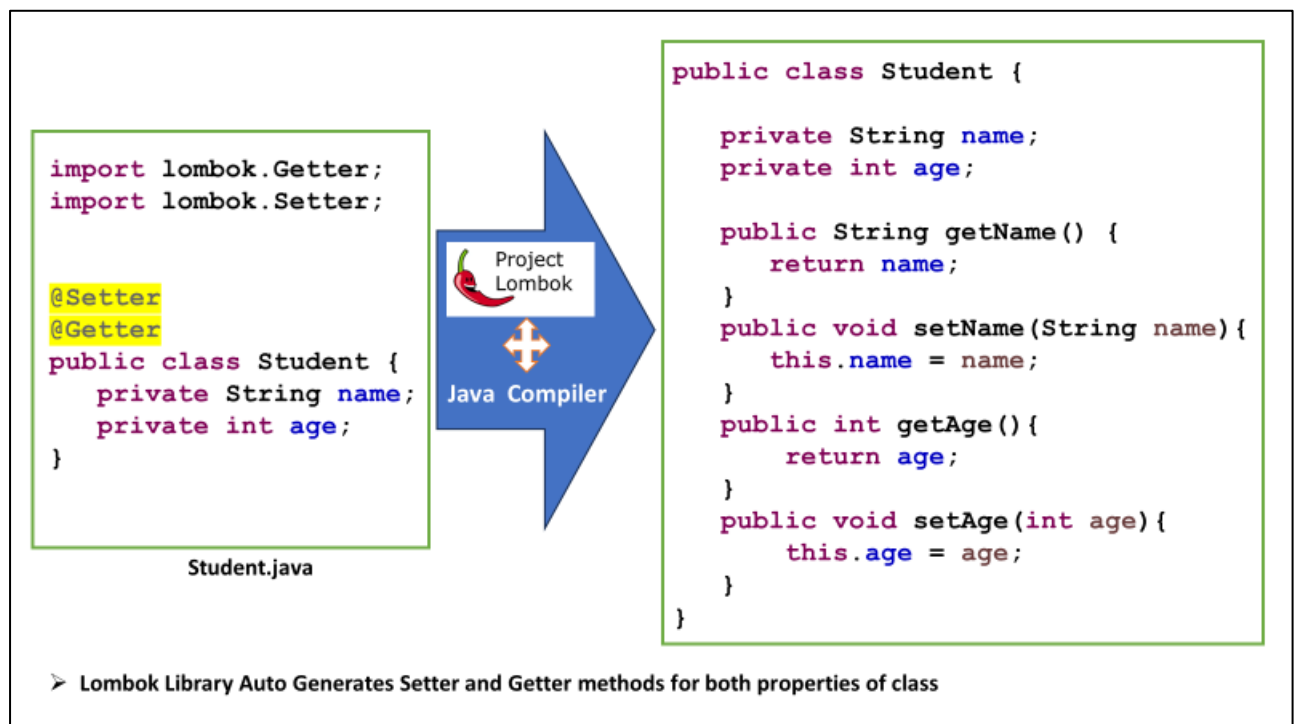 import lombok.Getter;
import lombok.Setter;
@Setter
@Getter
public class Student {
private String name;
private int age;
}
Student.java
Project
Lombok
Java Compiler
public class Student {
private String name;
private int age;
public String getName() {
return name;
}
public void setName(String name){
this.name = name;
}
public int getAge(){
return age;
}
public void setAge(int age){
this.age = age;
}
}
➢ Lombok Library Auto Generates Setter and Getter methods for both properties of class